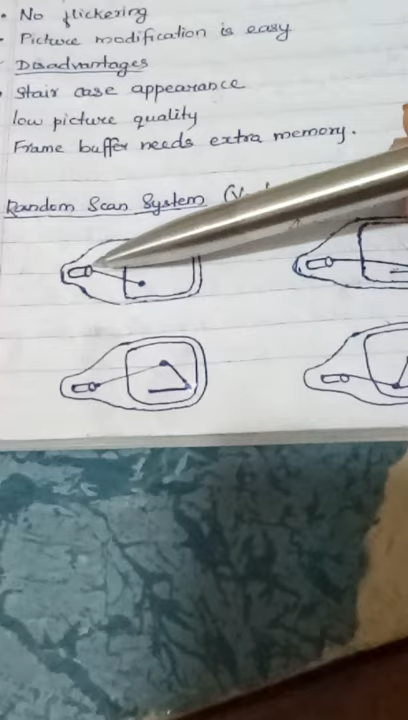 • No flickering
• Picture modification is easy
Disadvantages
• Stair case appearance
low picture quality
Frame buffer needs extra memory.
Random Scan System